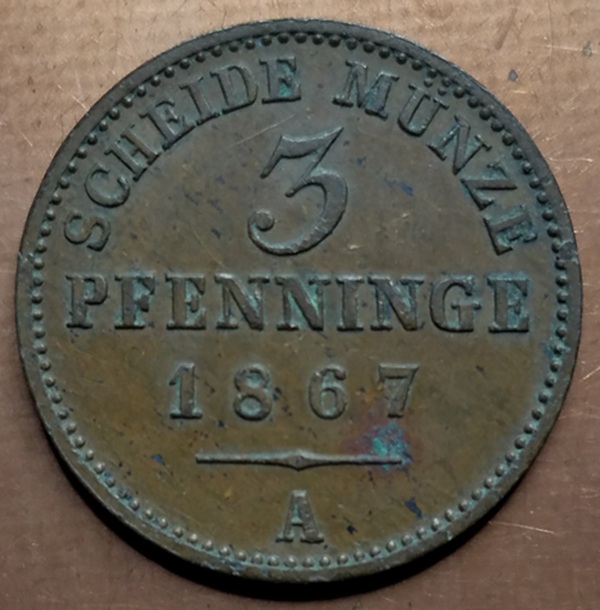 SCHEIDE MÜNZE
3
PFENNINGE
1867
A